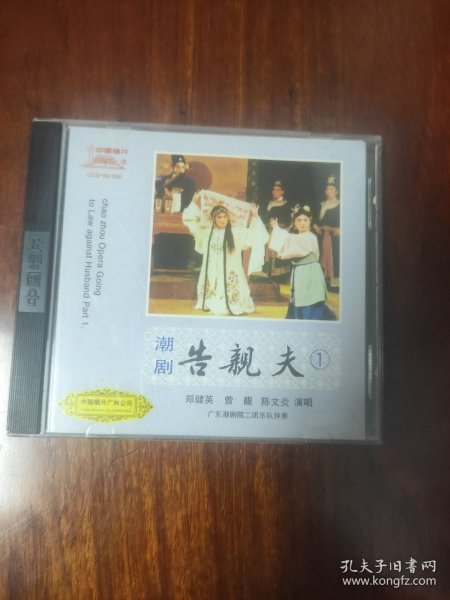 中国唱片
CCD-93/268
chao zhou Opera Going
to Law against Husband Part 1.
潮剧
告親夫
①
郑健英 曾馥 陈文炎 演唱
广东潮剧院二团乐队伴奏
中国唱片广州公司
孔夫子旧书网
www.kongfz.com